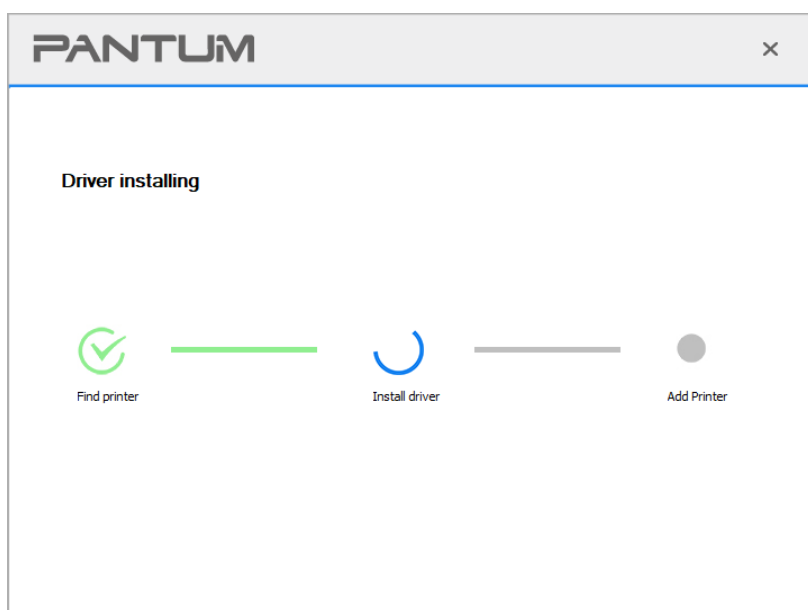 PANTUM
Driver installing
Find printer
Install driver
Add Printer